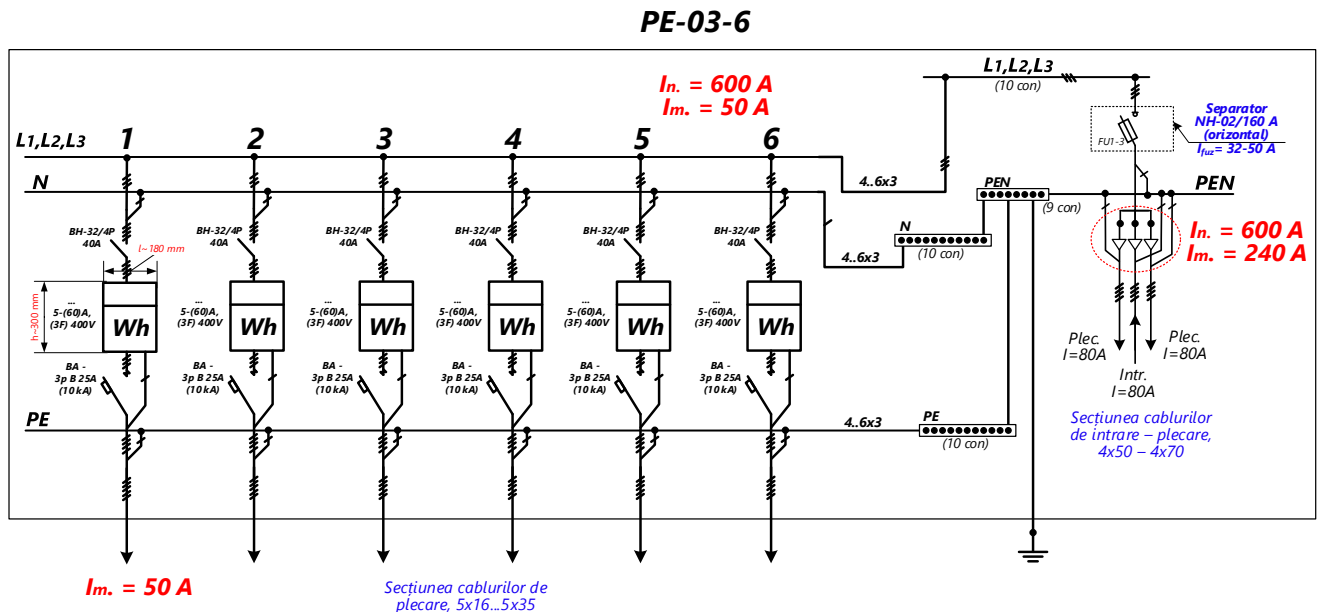 PE-03-6
L1,L2,L3
(10 con)
In. = 600 A
Im. = 50 A
Separator
NH-02/160 A
(orizontal)
Ifuz= 32-50 A
FU1-3
L1,L2,L3
1
2
3
4
5
6
N
4..6x3
PEN
(9 con)
PEN
BH-32/4P
40A
BH-32/4P
40A
BH-32/4P
40A
BH-32/4P
40A
BH-32/4P
40A
BH-32/4P
40A
N
(10 con)
4..6x3
In. = 600 A
Im. = 240 A
l~180 mm
h~300 mm
...
5-(60)A,
(3F) 400V
Wh
...
5-(60)A,
(3F) 400V
Wh
...
5-(60)A,
(3F) 400V
Wh
...
5-(60)A,
(3F) 400V
Wh
...
5-(60)A,
(3F) 400V
Wh
...
5-(60)A,
(3F) 400V
Wh
Plec.
I=80A
Plec.
I=80A
Intr.
I=80A
BA -
3p B 25A
(10 kA)
BA -
3p B 25A
(10 kA)
BA -
3p B 25A
(10 kA)
BA -
3p B 25A
(10 kA)
BA -
3p B 25A
(10 kA)
BA -
3p B 25A
(10 kA)
PE
4..6x3
PE
(10 con)
Secțiunea cablurilor
de intrare – plecare,
4x50 – 4x70
Im. = 50 A
Secțiunea cablurilor de
plecare, 5x16...5x35